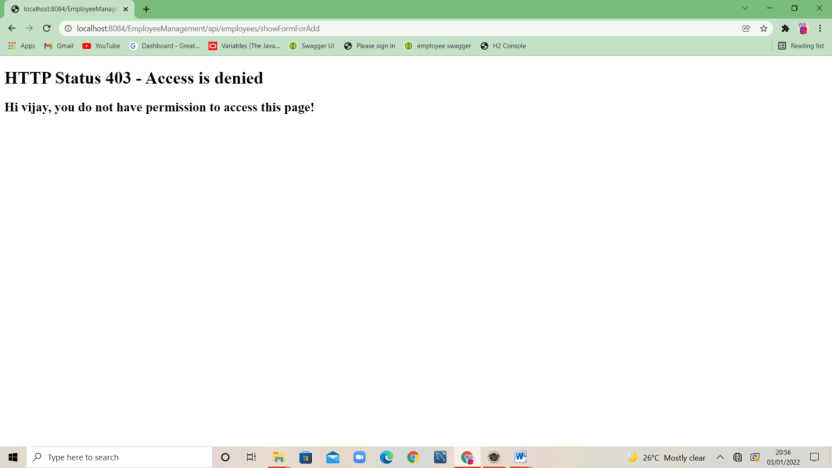 localhost:8084/EmployeeManag
localhost:8084/EmployeeManagement/api/employees/showFormForAdd
Apps Gmail YouTube Dashboard - Great... Variables (The Java... Swagger UI Please sign in employee swagger H2 Console Reading list
HTTP Status 403 - Access is denied
Hi vijay, you do not have permission to access this page!
Type here to search
26°C Mostly clear
20:56
03/01/2022